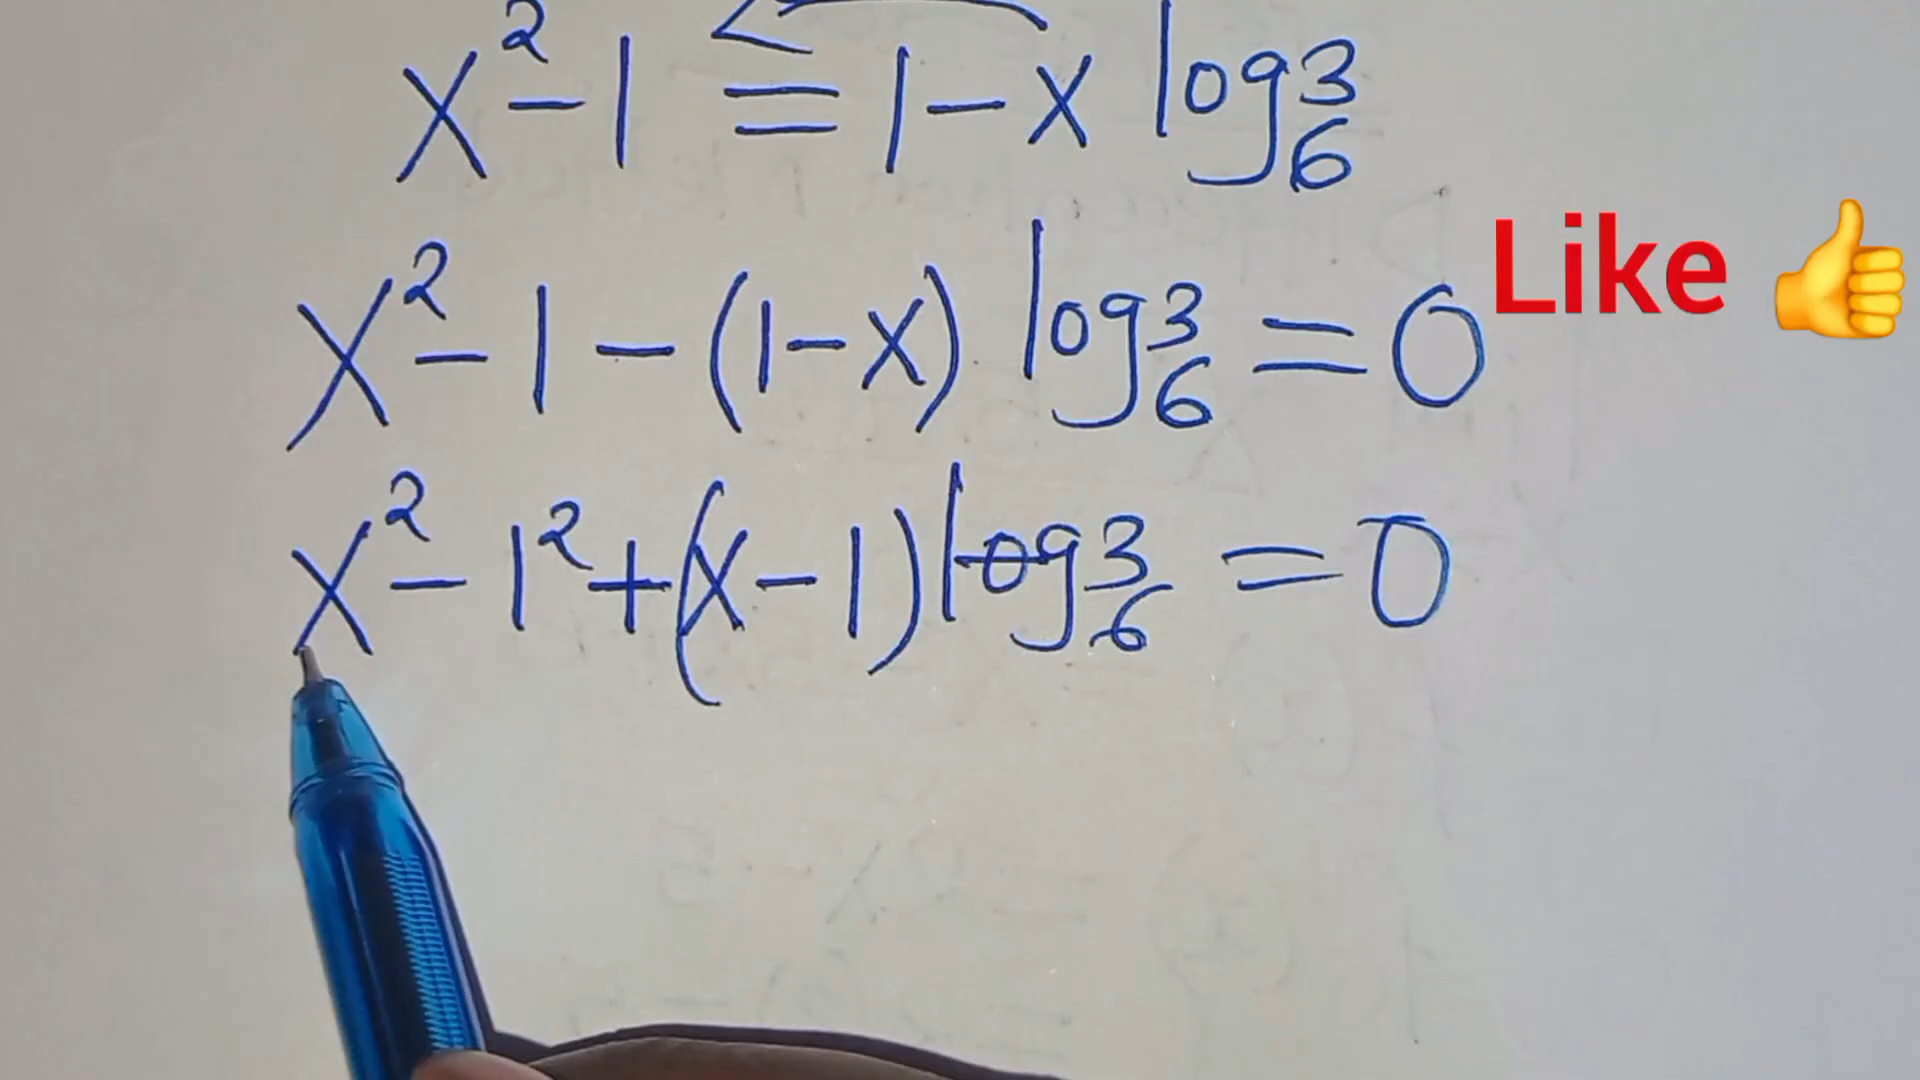 x² - 1 = 1 - x log₆3
x² - 1 - (1 - x) log₆3 = 0
Like 👍
x² - 1² + (x - 1) log₆3 = 0